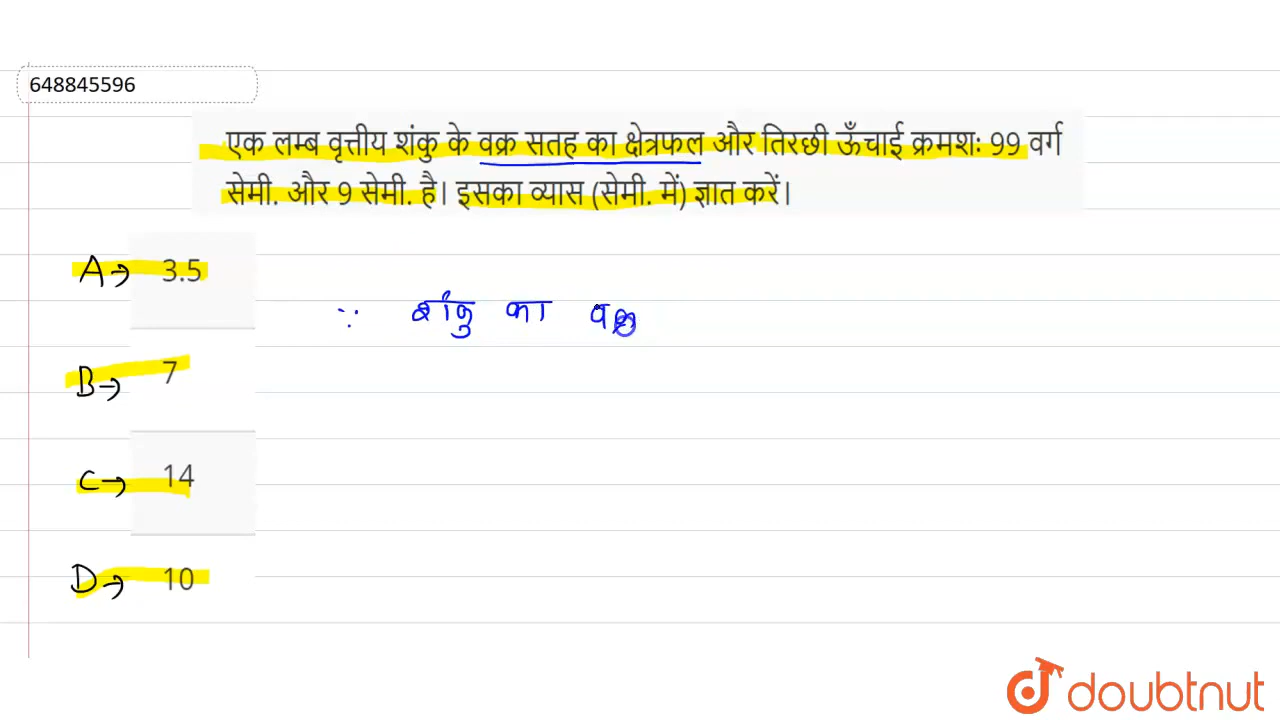 648845596
एक लम्ब वृत्तीय शंकु के वक्र सतह का क्षेत्रफल और तिरछी ऊँचाई क्रमशः 99 वर्ग
सेमी. और 9 सेमी. है। इसका व्यास (सेमी. में) ज्ञात करें।
A→ 3.5
∵ शंकु का
B→ 7
C→ 14
D→ 10
doubtnut